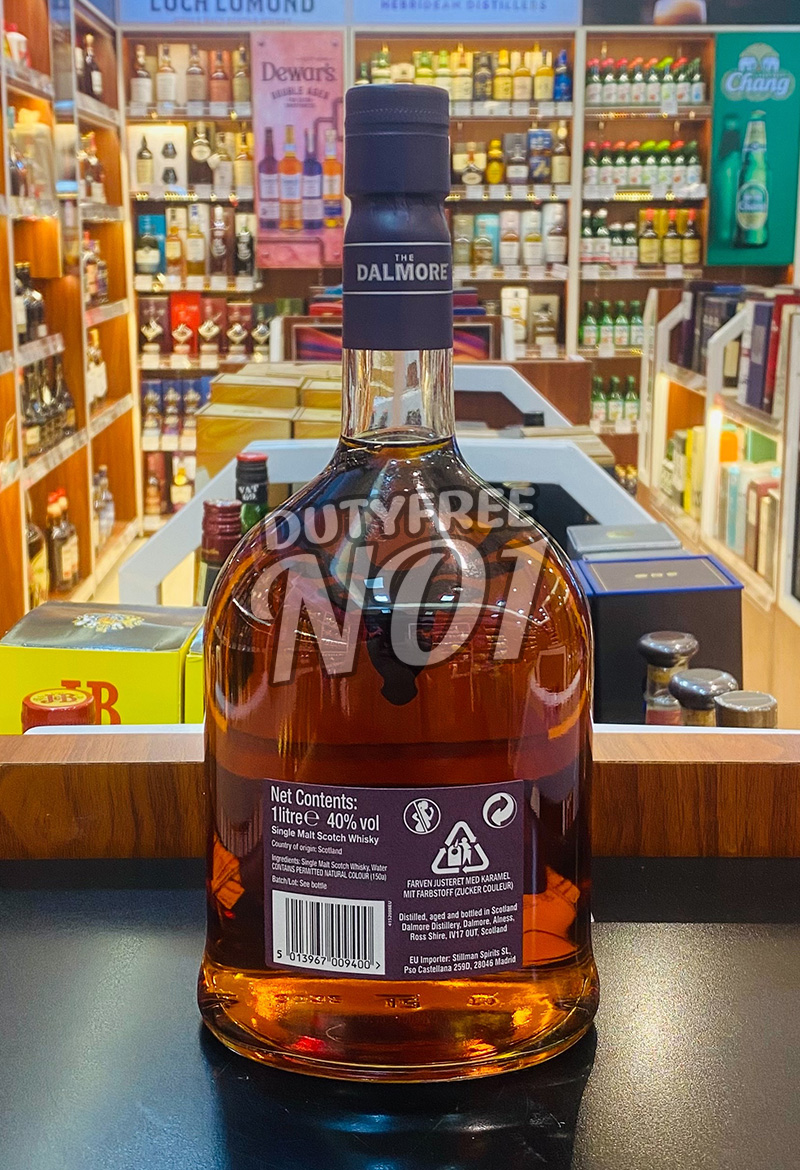 LOCH LOMOND
HEBRIDEAN DISTILLERS
Dewar's
DOUBLE AGED
Chang
THE
DALMORE
VAT
69
DUTYFREE
NO1
J&B
Net Contents:
1litre℮ 40% vol
Single Malt Scotch Whisky
Country of origin: Scotland
Ingredients: Single Malt Scotch Whisky, Water
CONTAINS PERMITTED NATURAL COLOUR (150a)
Batch/Lot: See bottle
5 013967 009400 >
FARVEN JUSTERET MED KARAMEL
MIT FARBSTOFF (ZUCKER COULEUR)
Distilled, aged and bottled in Scotland
Dalmore Distillery, Dalmore, Alness,
Ross Shire, IV17 0UT, Scotland
EU Importer: Stillman Spirits SL,
Pso Castellana 259D, 28046 Madrid